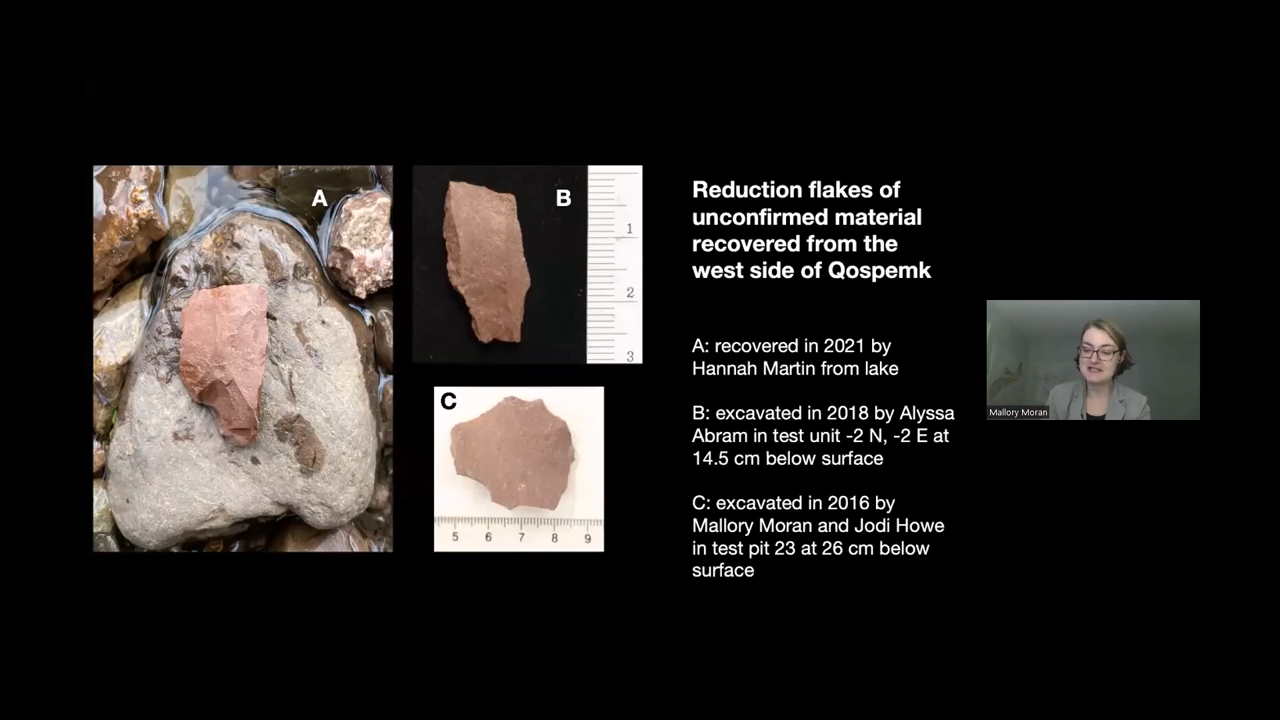 A
B
1
2
3
C
5 6 7 8 9
Reduction flakes of
unconfirmed material
recovered from the
west side of Qospemk
A: recovered in 2021 by
Hannah Martin from lake
B: excavated in 2018 by Alyssa
Abram in test unit -2 N, -2 E at
14.5 cm below surface
C: excavated in 2016 by
Mallory Moran and Jodi Howe
in test pit 23 at 26 cm below
surface
Mallory Moran